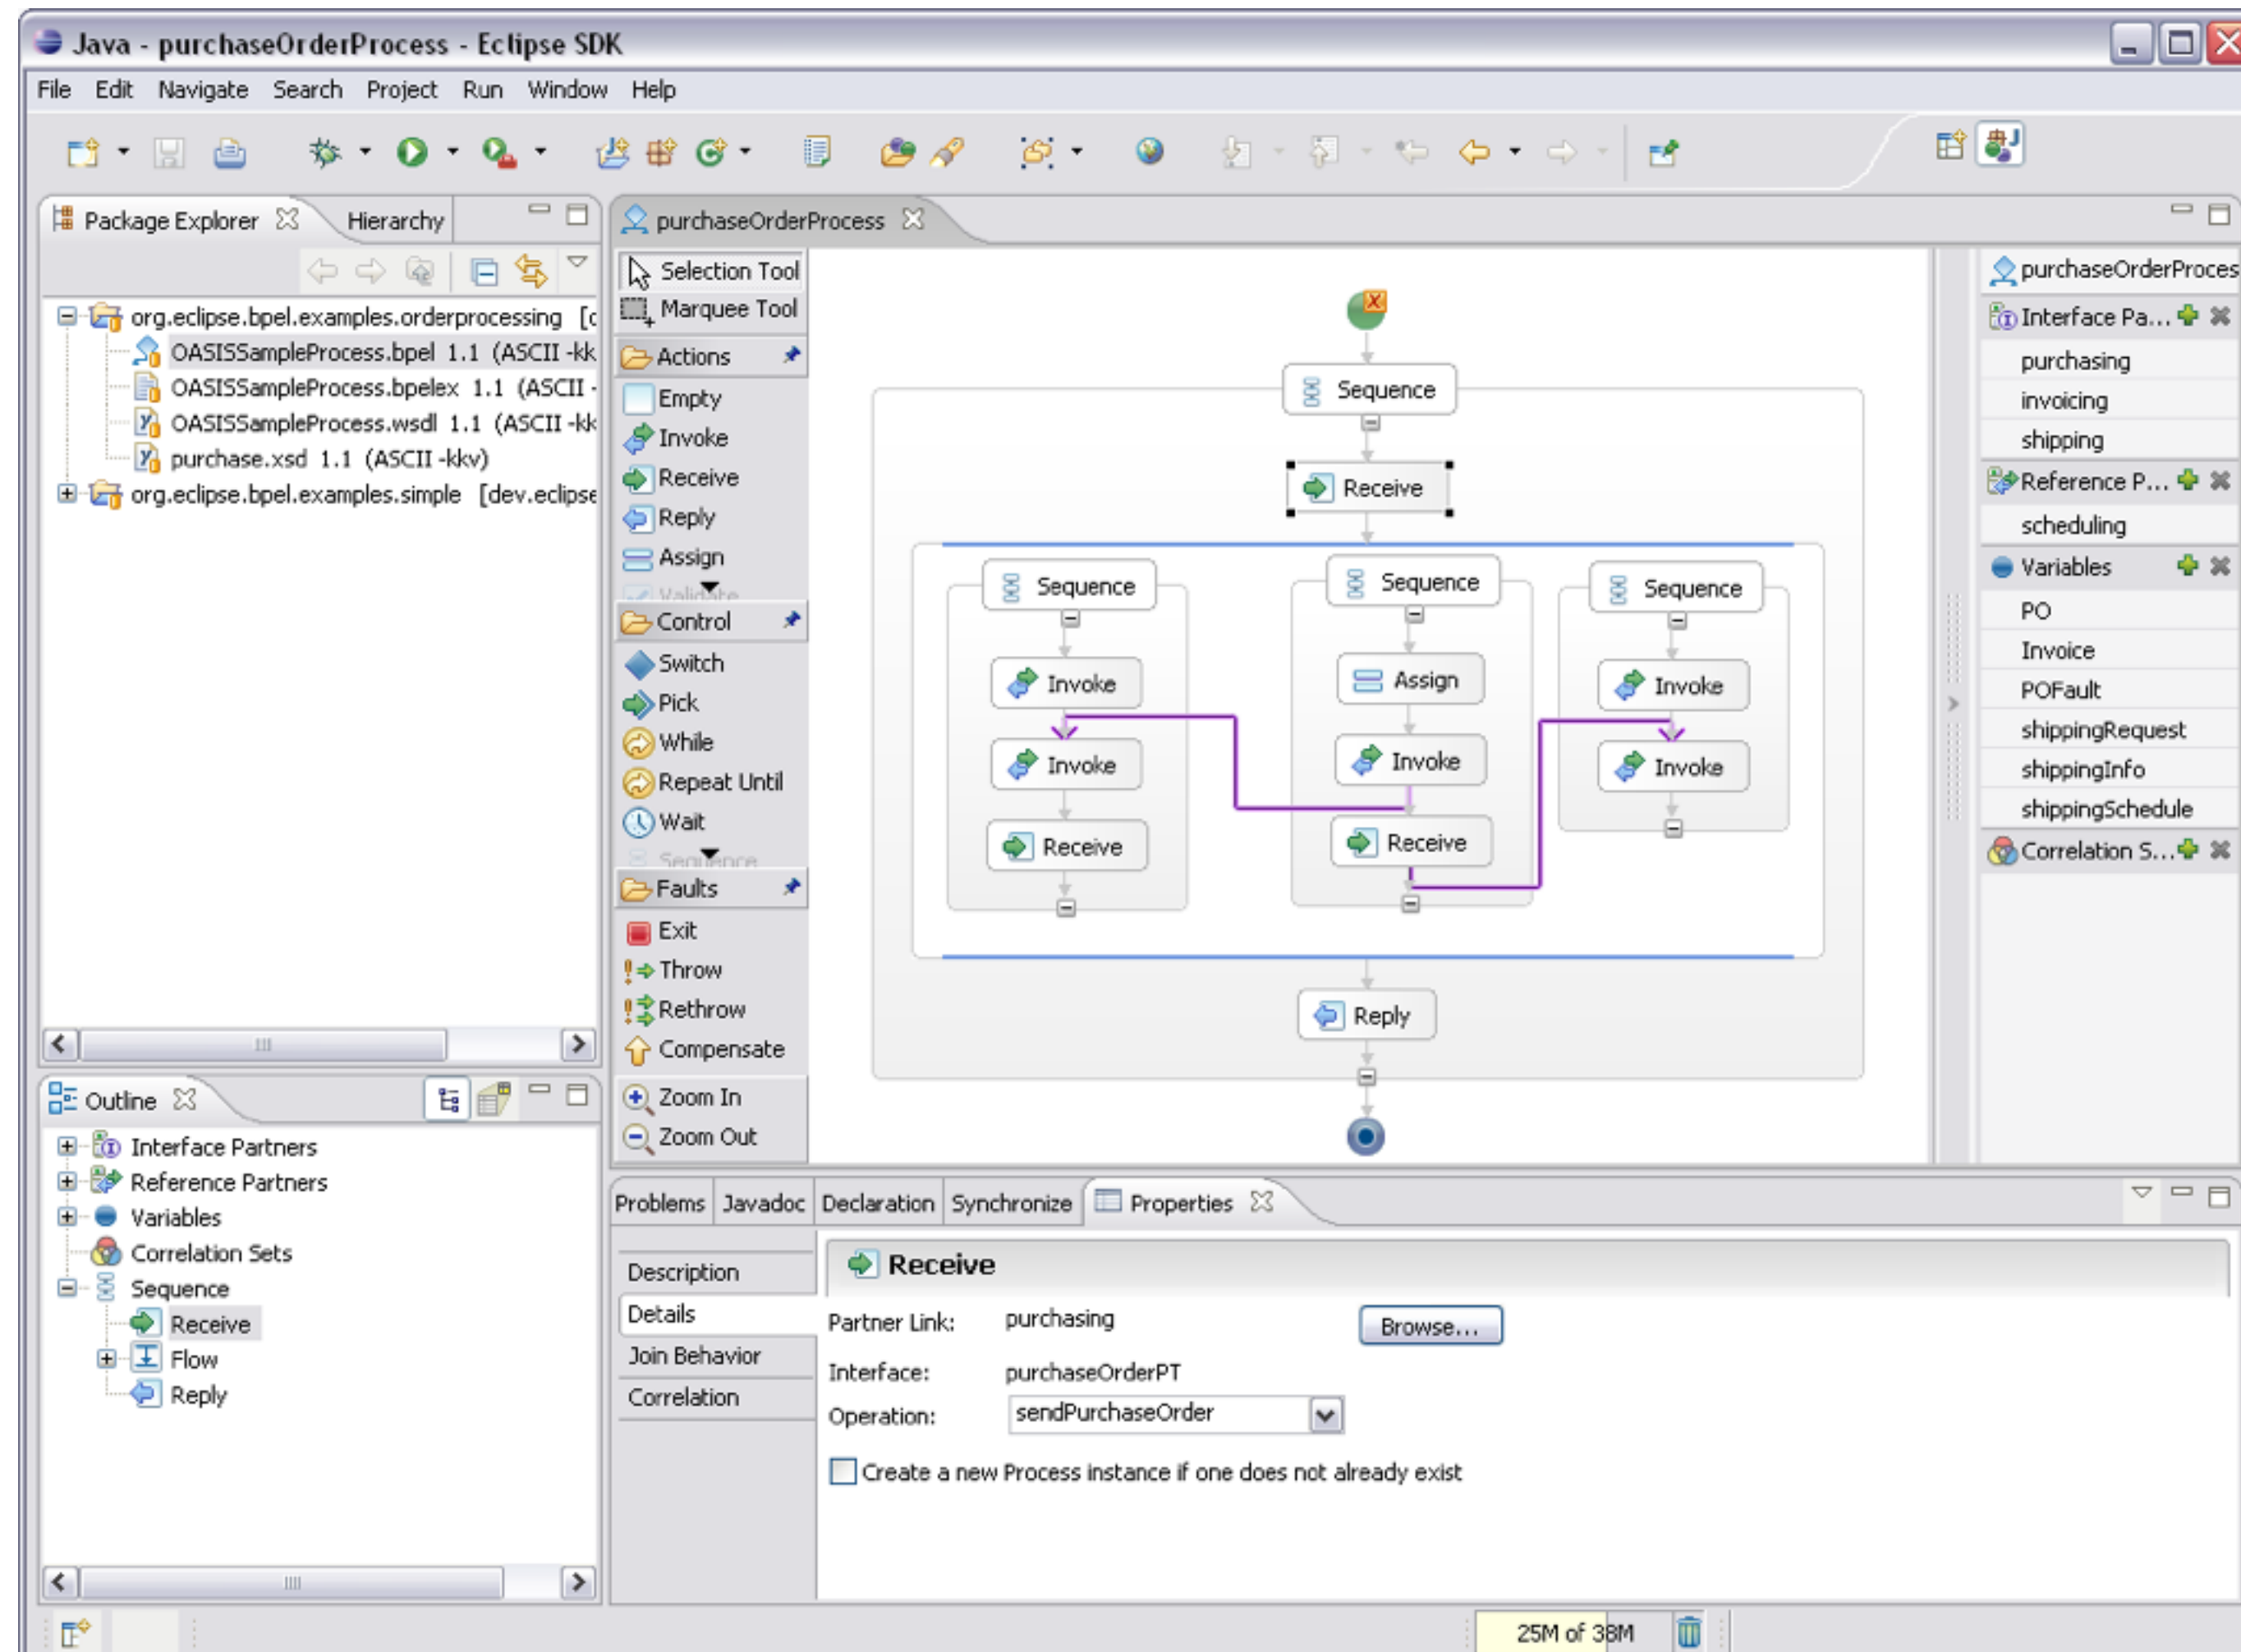 Java - purchaseOrderProcess - Eclipse SDK
File Edit Navigate Search Project Run Window Help
Package Explorer Hierarchy
org.eclipse.bpel.examples.orderprocessing [c
OASISSampleProcess.bpel 1.1 (ASCII -kk
OASISSampleProcess.bpelex 1.1 (ASCII -
OASISSampleProcess.wsdl 1.1 (ASCII -kk
purchase.xsd 1.1 (ASCII -kkv)
org.eclipse.bpel.examples.simple [dev.eclipse
Outline
Interface Partners
Reference Partners
Variables
Correlation Sets
Sequence
Receive
Flow
Reply
purchaseOrderProcess
Selection Tool
Marquee Tool
Actions
Empty
Invoke
Receive
Reply
Assign
Validate
Control
Switch
Pick
While
Repeat Until
Wait
Sequence
Faults
Exit
Throw
Rethrow
Compensate
Zoom In
Zoom Out
Sequence
Receive
Sequence
Invoke
Invoke
Receive
Sequence
Assign
Invoke
Receive
Sequence
Invoke
Invoke
Reply
purchaseOrderProces
Interface Pa...
purchasing
invoicing
shipping
Reference P...
scheduling
Variables
PO
Invoice
POFault
shippingRequest
shippingInfo
shippingSchedule
Correlation S...
Problems Javadoc Declaration Synchronize Properties
Description
Details
Join Behavior
Correlation
Receive
Partner Link: purchasing Browse...
Interface: purchaseOrderPT
Operation: sendPurchaseOrder
Create a new Process instance if one does not already exist
25M of 38M